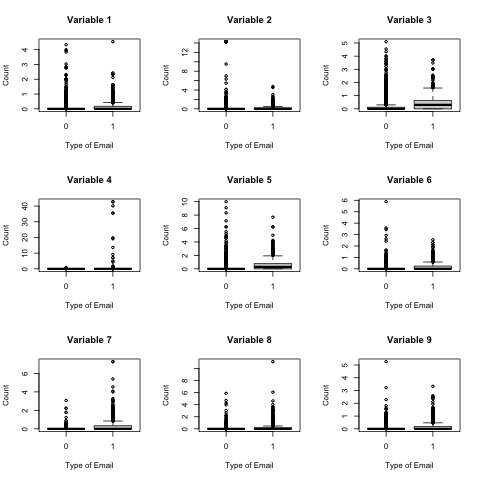 Variable 1
Count
0 1 2 3 4
0 1
Type of Email
Variable 2
Count
0 4 8 12
0 1
Type of Email
Variable 3
Count
0 1 2 3 4 5
0 1
Type of Email
Variable 4
Count
0 10 20 30 40
0 1
Type of Email
Variable 5
Count
0 2 4 6 8 10
0 1
Type of Email
Variable 6
Count
0 1 2 3 4 5 6
0 1
Type of Email
Variable 7
Count
0 2 4 6
0 1
Type of Email
Variable 8
Count
0 2 4 6 8
0 1
Type of Email
Variable 9
Count
0 1 2 3 4 5
0 1
Type of Email